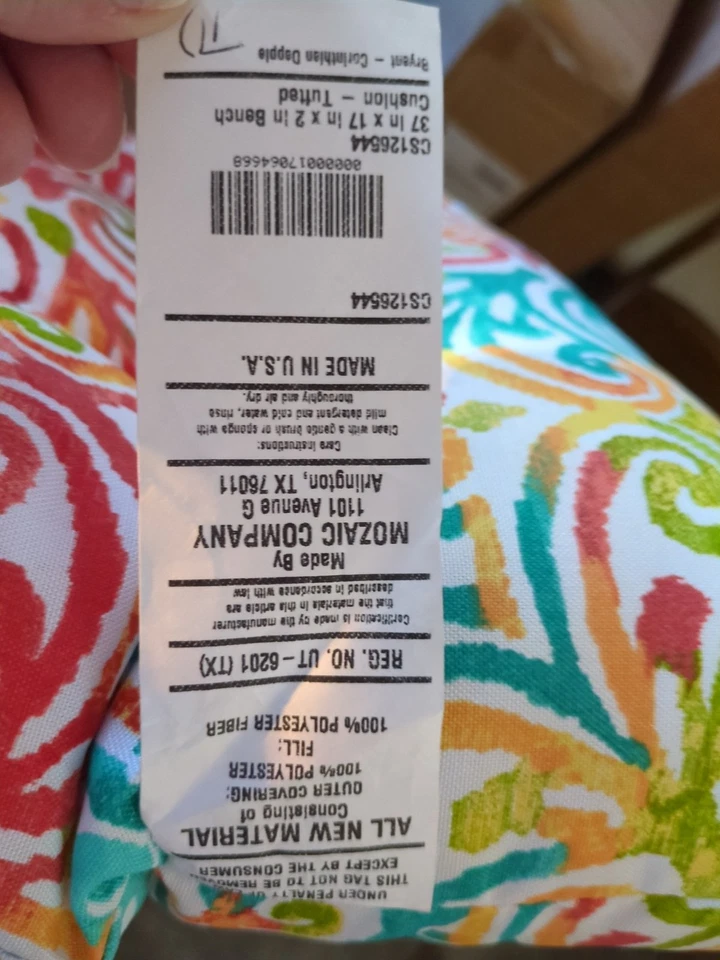 UNDER PENALTY OF
THIS TAG NOT TO BE REMOVED
EXCEPT BY THE CONSUMER
ALL NEW MATERIAL
Consisting of
OUTER COVERING:
100% POLYESTER
FILL:
100% POLYESTER FIBER
REG. NO. UT-6201 (TX)
Certification is made by the manufacturer
that the materials in this article are
described in accordance with law
Made By
MOZAIC COMPANY
1101 Avenue G
Arlington, TX 76011
Care Instructions:
Clean with a gentle brush or sponge with
mild detergent and cold water, rinse
thoroughly and air dry.
MADE IN U.S.A.
CS126544
000000017064668
CS126544
37 in x 17 in x 2 in Bench
Cushion - Tufted
Bryant - Corinthian Dapple